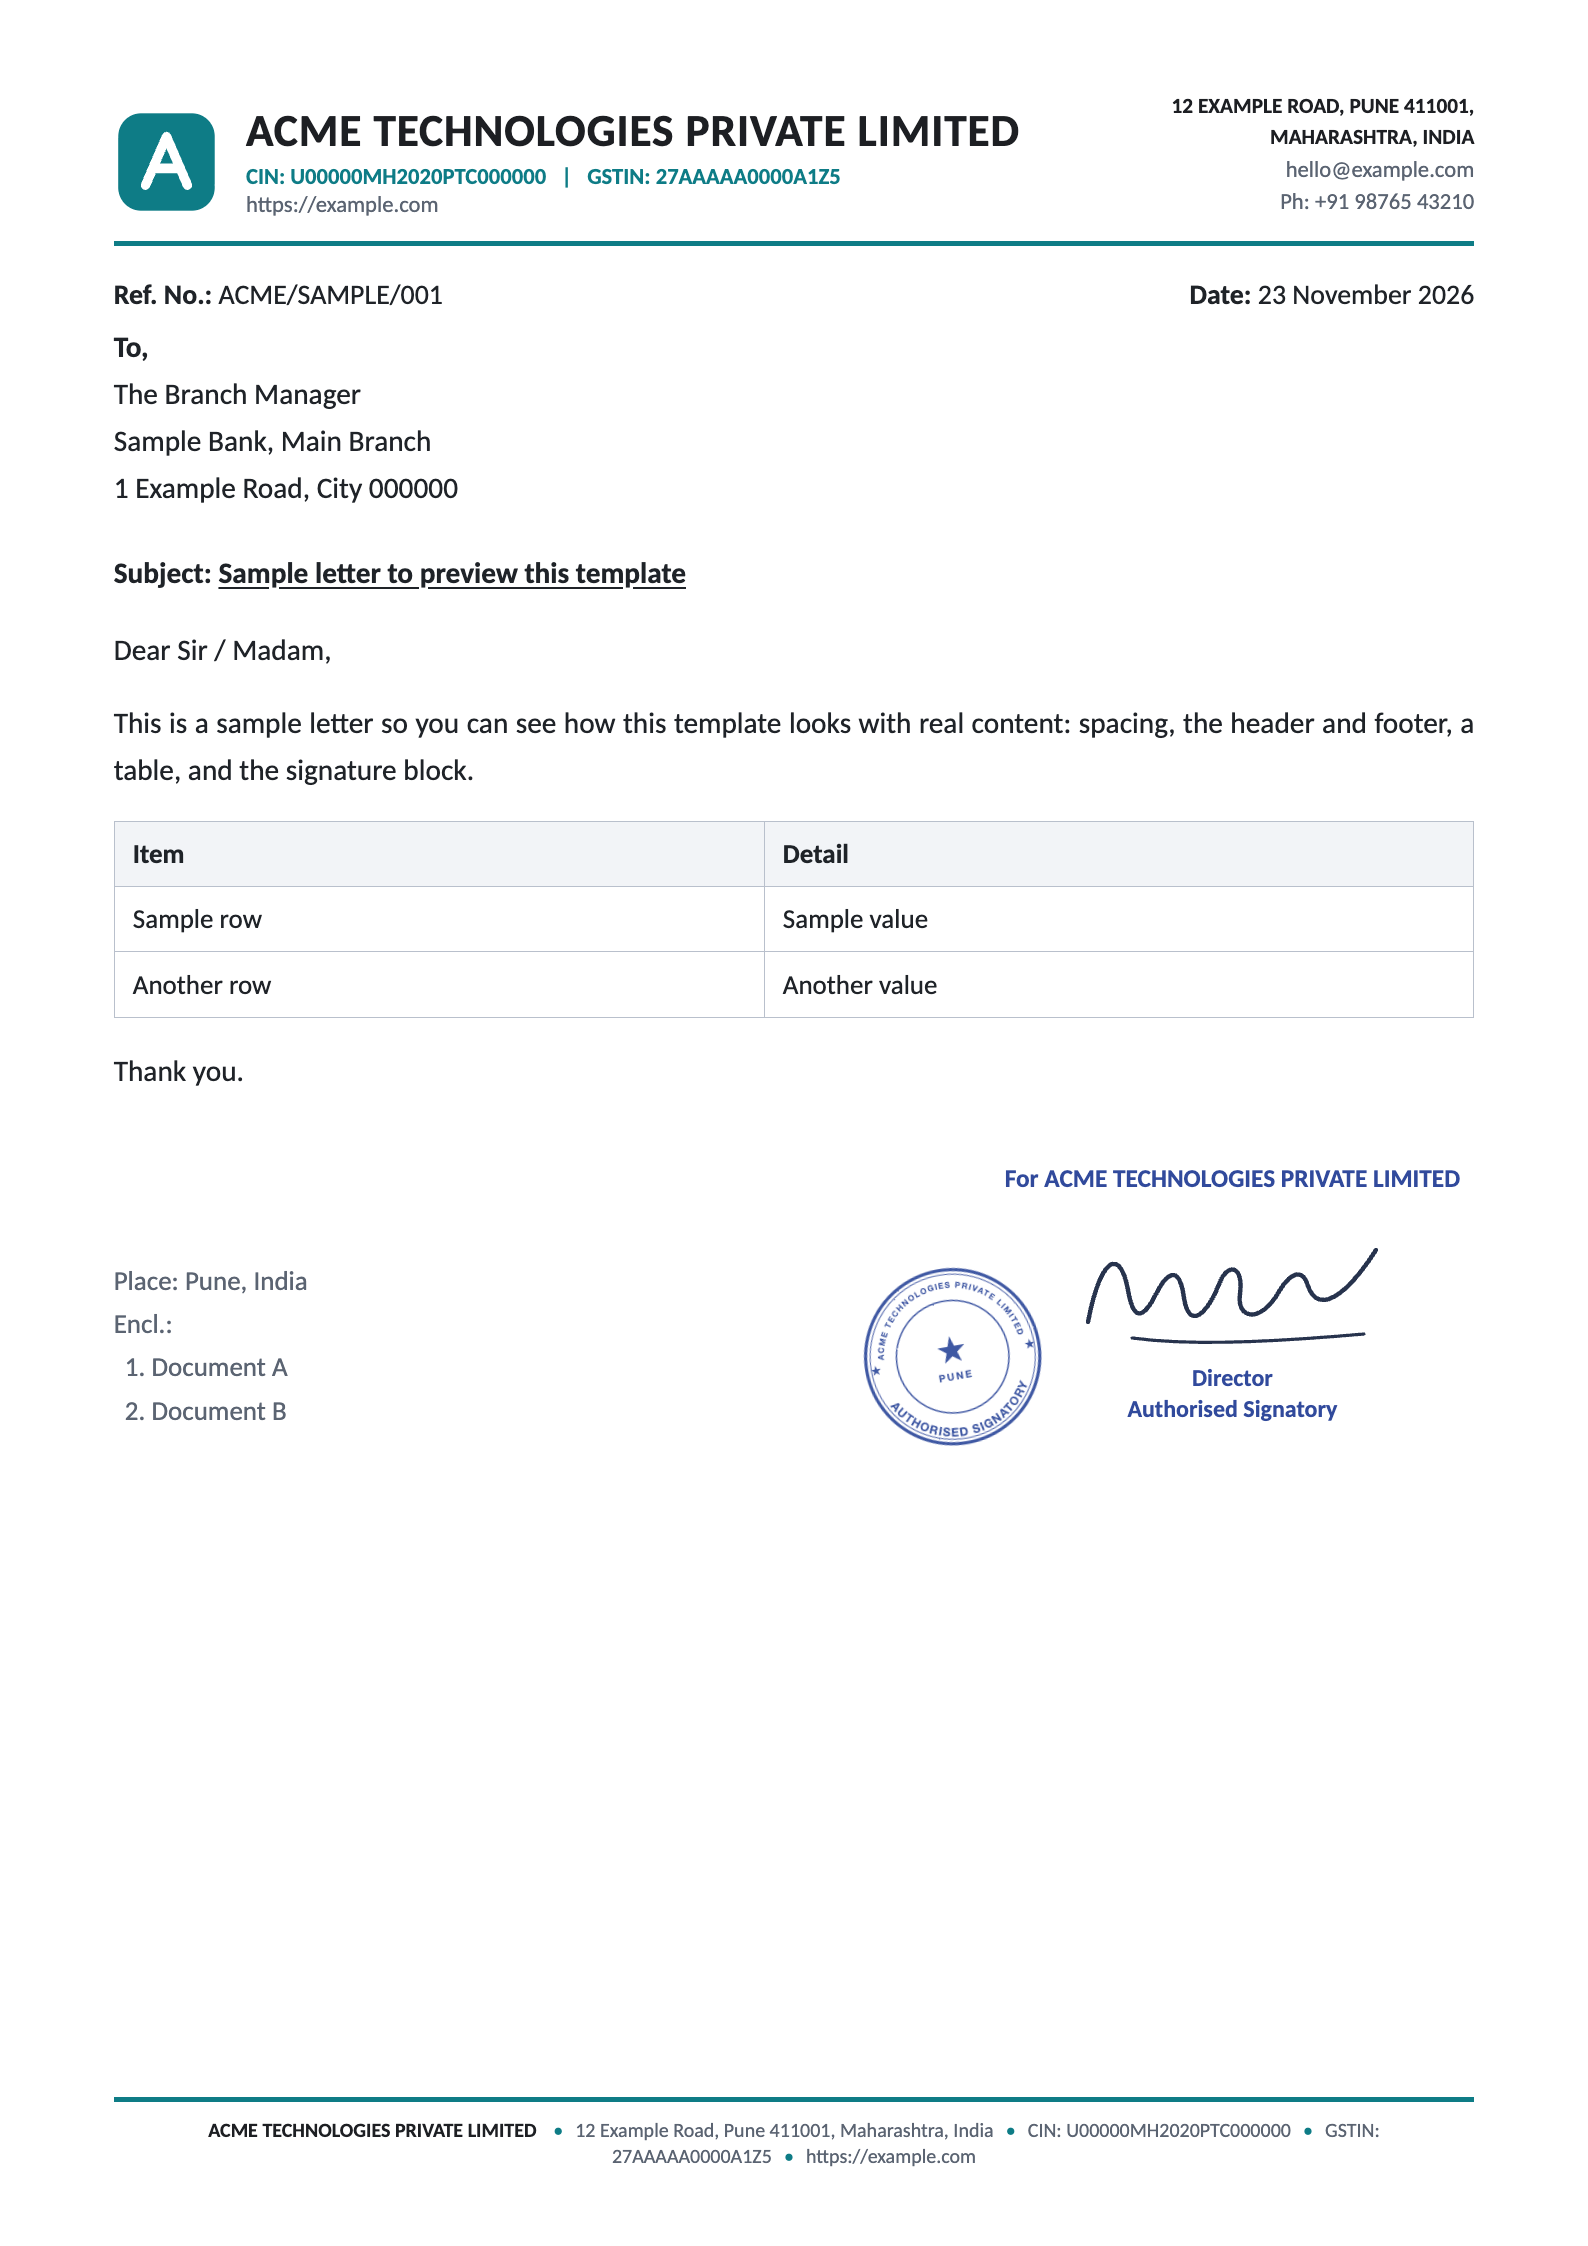 A
ACME TECHNOLOGIES PRIVATE LIMITED
CIN: U00000MH2020PTC000000 | GSTIN: 27AAAAA0000A1Z5
https://example.com
12 EXAMPLE ROAD, PUNE 411001,
MAHARASHTRA, INDIA
hello@example.com
Ph: +91 98765 43210
Ref. No.: ACME/SAMPLE/001
Date: 23 November 2026
To,
The Branch Manager
Sample Bank, Main Branch
1 Example Road, City 000000
Subject: Sample letter to preview this template
Dear Sir / Madam,
This is a sample letter so you can see how this template looks with real content: spacing, the header and footer, a
table, and the signature block.
Item Detail
Sample row Sample value
Another row Another value
Thank you.
For ACME TECHNOLOGIES PRIVATE LIMITED
Place: Pune, India
Encl.:
1. Document A
2. Document B
★ ACME TECHNOLOGIES PRIVATE LIMITED ★
★
PUNE
AUTHORISED SIGNATORY
Director
Authorised Signatory
ACME TECHNOLOGIES PRIVATE LIMITED • 12 Example Road, Pune 411001, Maharashtra, India • CIN: U00000MH2020PTC000000 • GSTIN:
27AAAAA0000A1Z5 • https://example.com